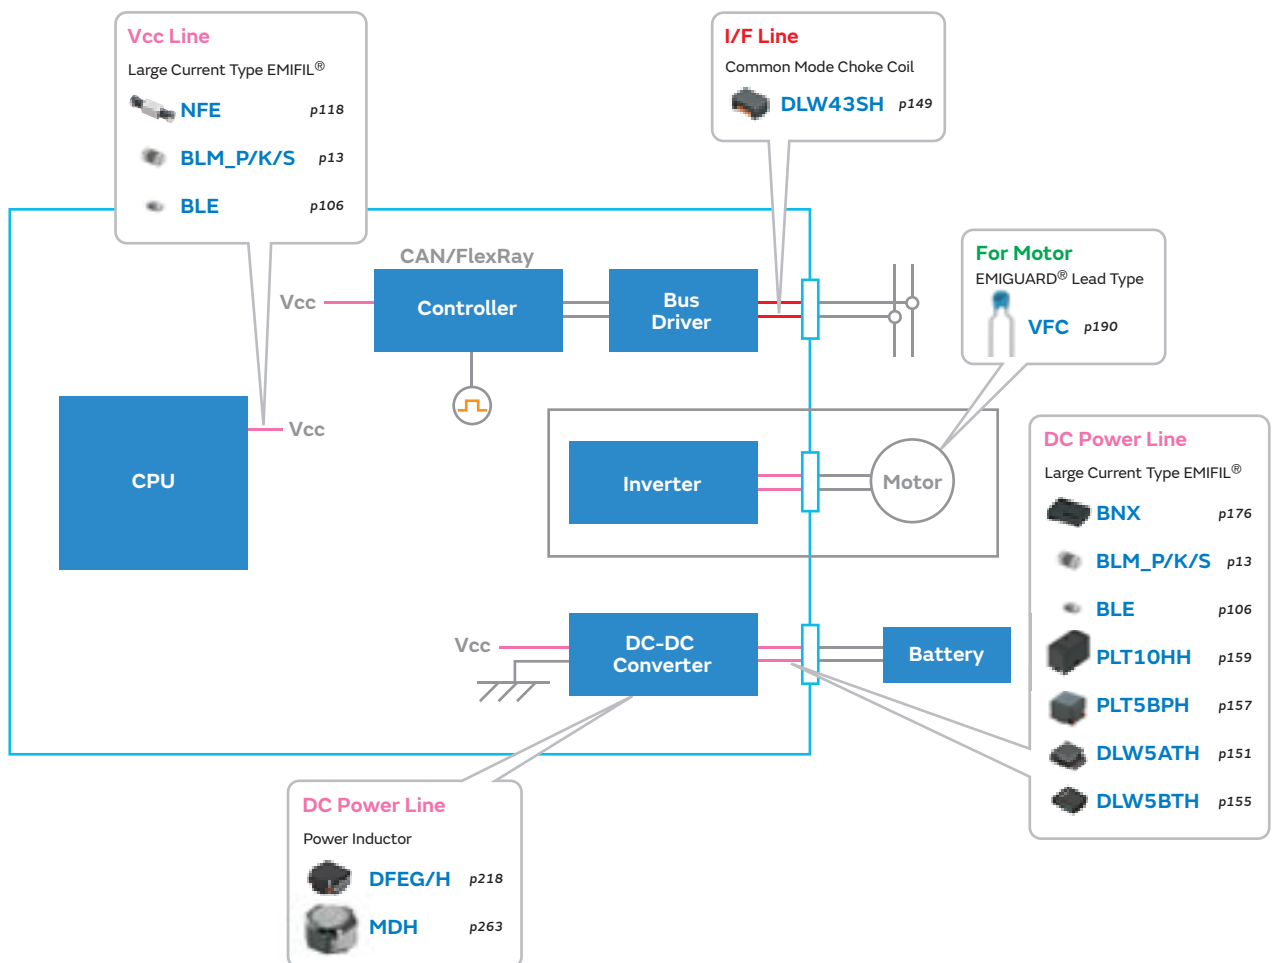 Vcc Line
Large Current Type EMIFIL®
NFE p118
BLM_P/K/S p13
BLE p106
I/F Line
Common Mode Choke Coil
DLW43SH p149
CAN/FlexRay
Vcc
Controller
Bus
Driver
For Motor
EMIGUARD® Lead Type
VFC p190
CPU
Vcc
Inverter
Motor
DC Power Line
Large Current Type EMIFIL®
BNX p176
BLM_P/K/S p13
BLE p106
PLT10HH p159
PLT5BPH p157
DLW5ATH p151
DLW5BTH p155
Vcc
DC-DC
Converter
Battery
DC Power Line
Power Inductor
DFEG/H p218
MDH p263